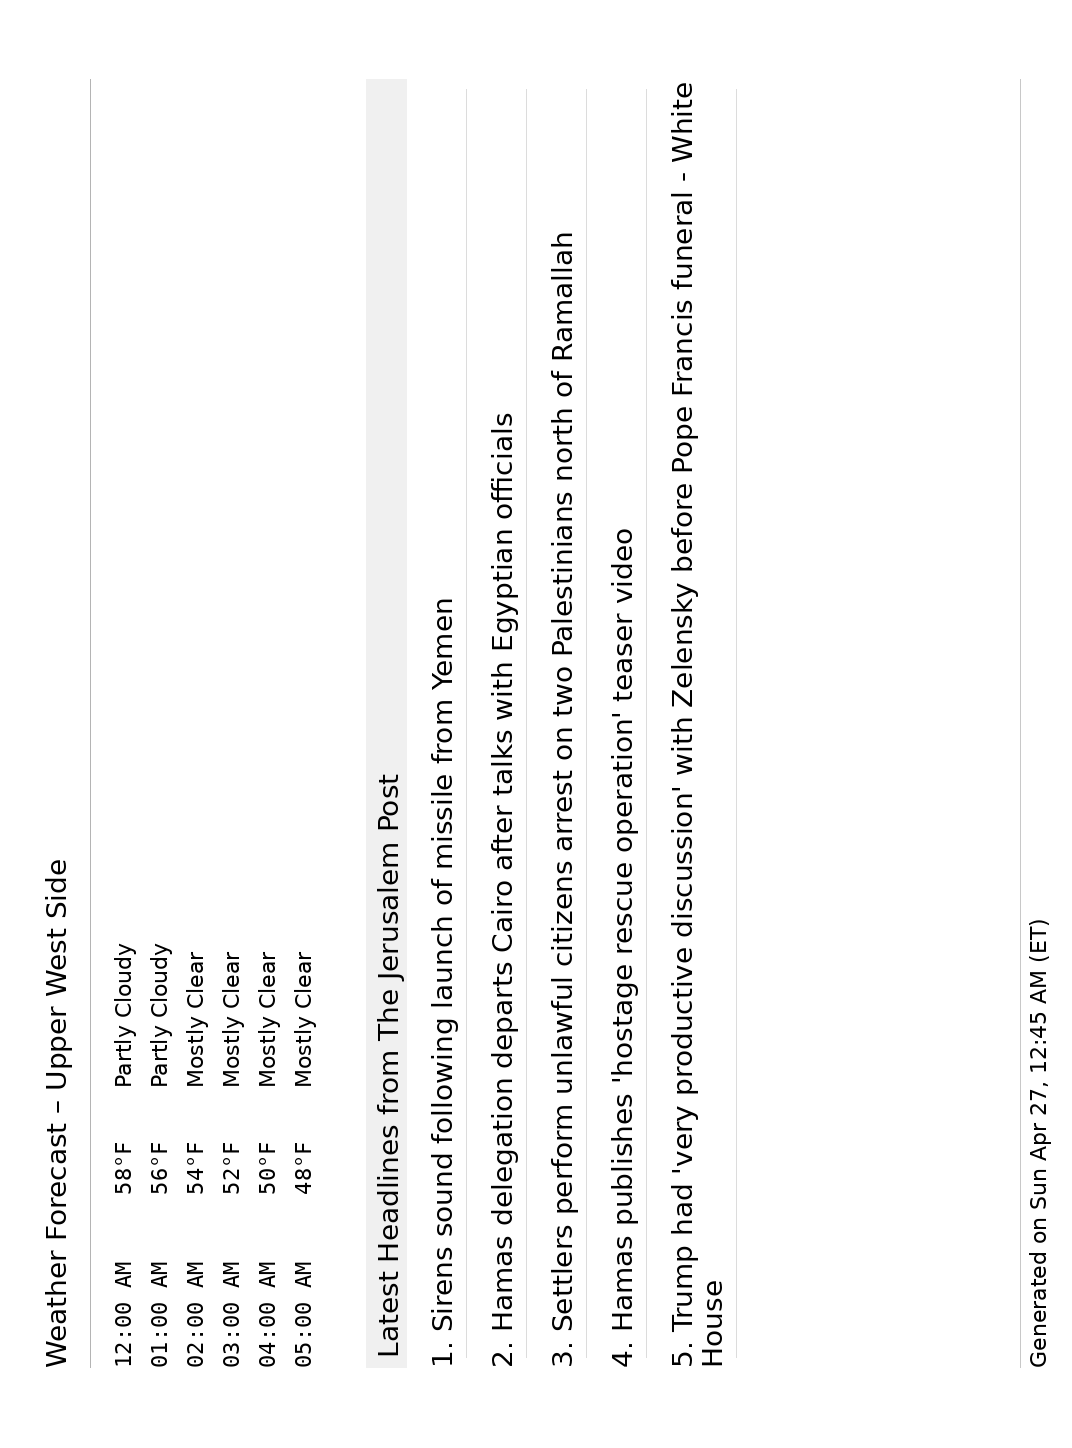 Weather Forecast – Upper West Side
12:00 AM 58°F Partly Cloudy
01:00 AM 56°F Partly Cloudy
02:00 AM 54°F Mostly Clear
03:00 AM 52°F Mostly Clear
04:00 AM 50°F Mostly Clear
05:00 AM 48°F Mostly Clear
Latest Headlines from The Jerusalem Post
1. Sirens sound following launch of missile from Yemen
2. Hamas delegation departs Cairo after talks with Egyptian officials
3. Settlers perform unlawful citizens arrest on two Palestinians north of Ramallah
4. Hamas publishes 'hostage rescue operation' teaser video
5. Trump had 'very productive discussion' with Zelensky before Pope Francis funeral - White
House
Generated on Sun Apr 27, 12:45 AM (ET)